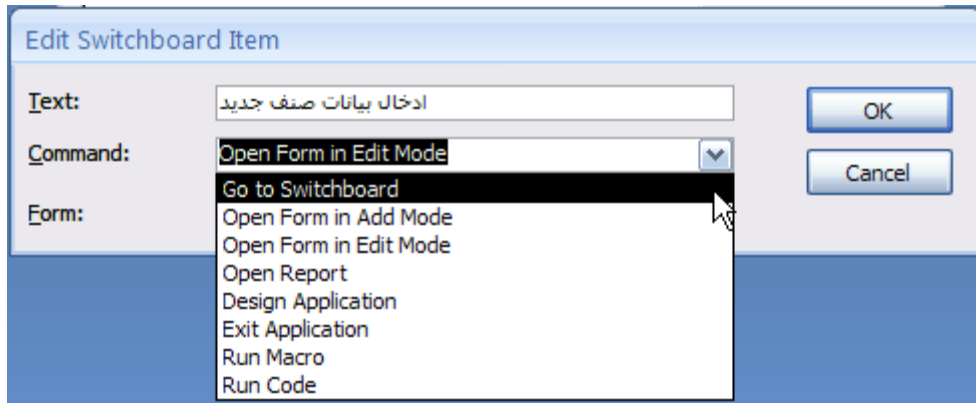 Edit Switchboard Item
Text:
ادخال بيانات صنف جديد
OK
Command:
Open Form in Edit Mode
Cancel
Go to Switchboard
Form:
Open Form in Add Mode
Open Form in Edit Mode
Open Report
Design Application
Exit Application
Run Macro
Run Code